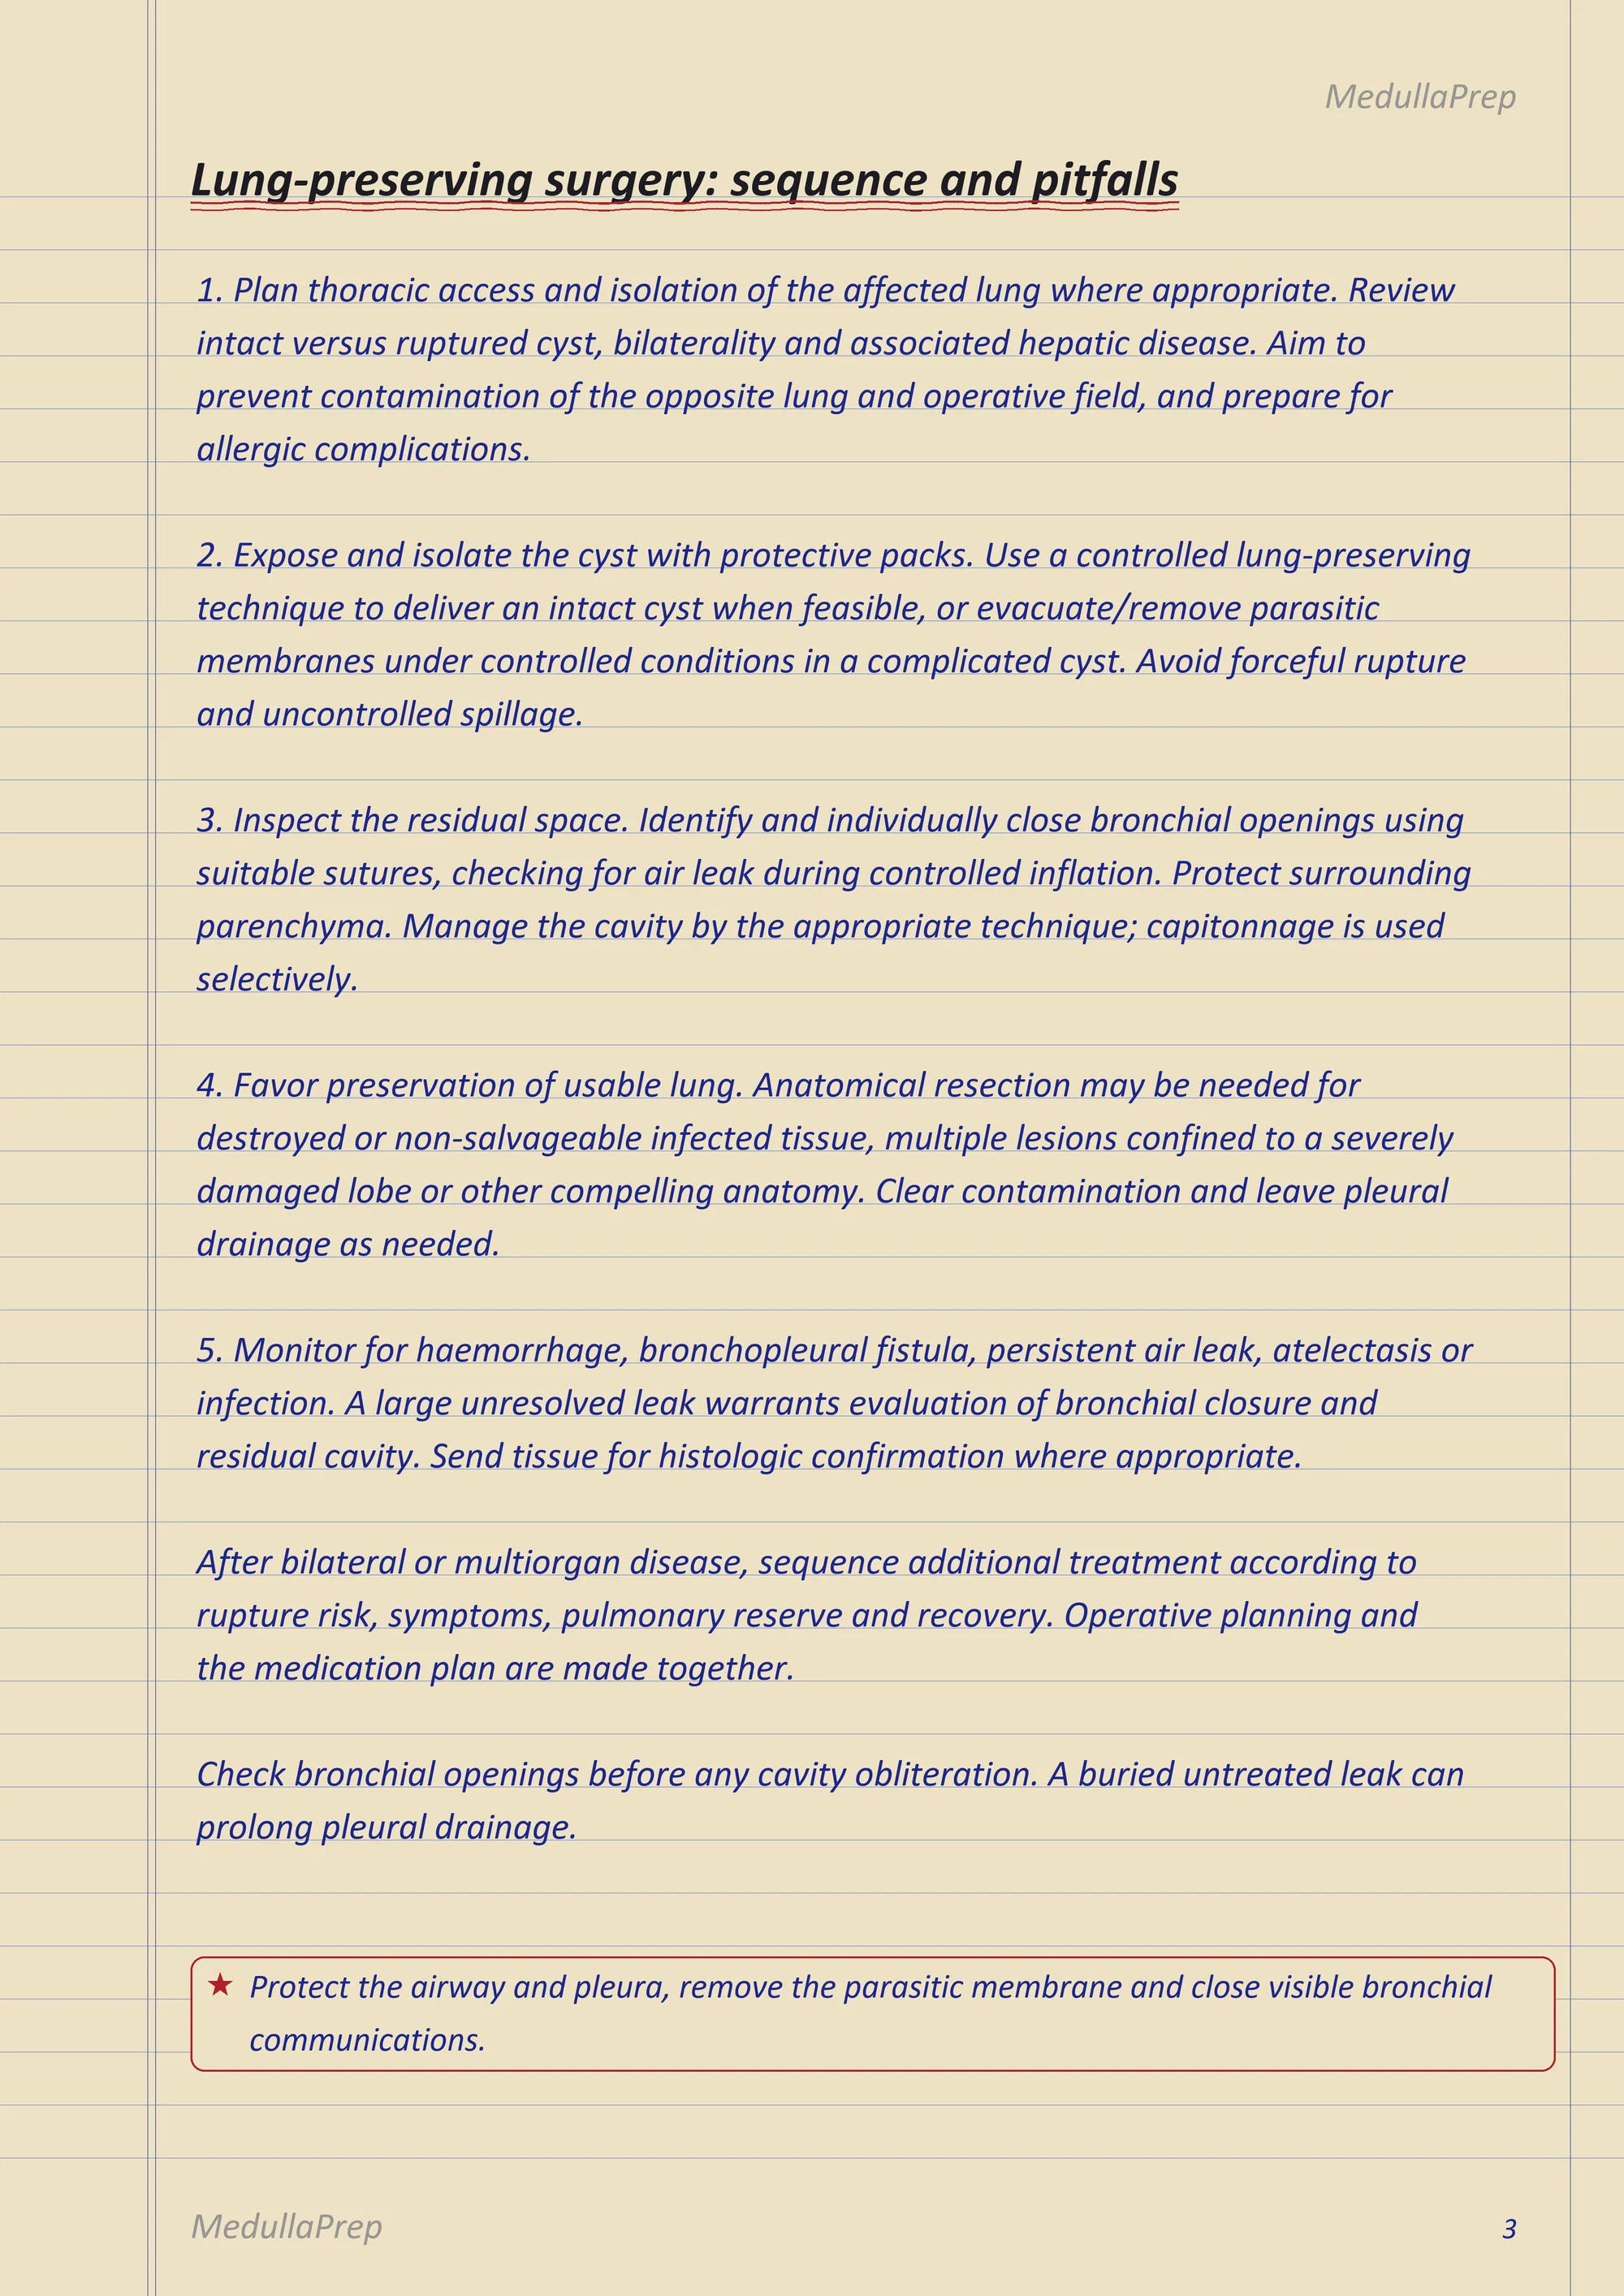 MedullaPrep
Lung-preserving surgery: sequence and pitfalls
1. Plan thoracic access and isolation of the affected lung where appropriate. Review
intact versus ruptured cyst, bilaterality and associated hepatic disease. Aim to
prevent contamination of the opposite lung and operative field, and prepare for
allergic complications.
2. Expose and isolate the cyst with protective packs. Use a controlled lung-preserving
technique to deliver an intact cyst when feasible, or evacuate/remove parasitic
membranes under controlled conditions in a complicated cyst. Avoid forceful rupture
and uncontrolled spillage.
3. Inspect the residual space. Identify and individually close bronchial openings using
suitable sutures, checking for air leak during controlled inflation. Protect surrounding
parenchyma. Manage the cavity by the appropriate technique; capitonnage is used
selectively.
4. Favor preservation of usable lung. Anatomical resection may be needed for
destroyed or non-salvageable infected tissue, multiple lesions confined to a severely
damaged lobe or other compelling anatomy. Clear contamination and leave pleural
drainage as needed.
5. Monitor for haemorrhage, bronchopleural fistula, persistent air leak, atelectasis or
infection. A large unresolved leak warrants evaluation of bronchial closure and
residual cavity. Send tissue for histologic confirmation where appropriate.
After bilateral or multiorgan disease, sequence additional treatment according to
rupture risk, symptoms, pulmonary reserve and recovery. Operative planning and
the medication plan are made together.
Check bronchial openings before any cavity obliteration. A buried untreated leak can
prolong pleural drainage.
★ Protect the airway and pleura, remove the parasitic membrane and close visible bronchial
communications.
MedullaPrep
3